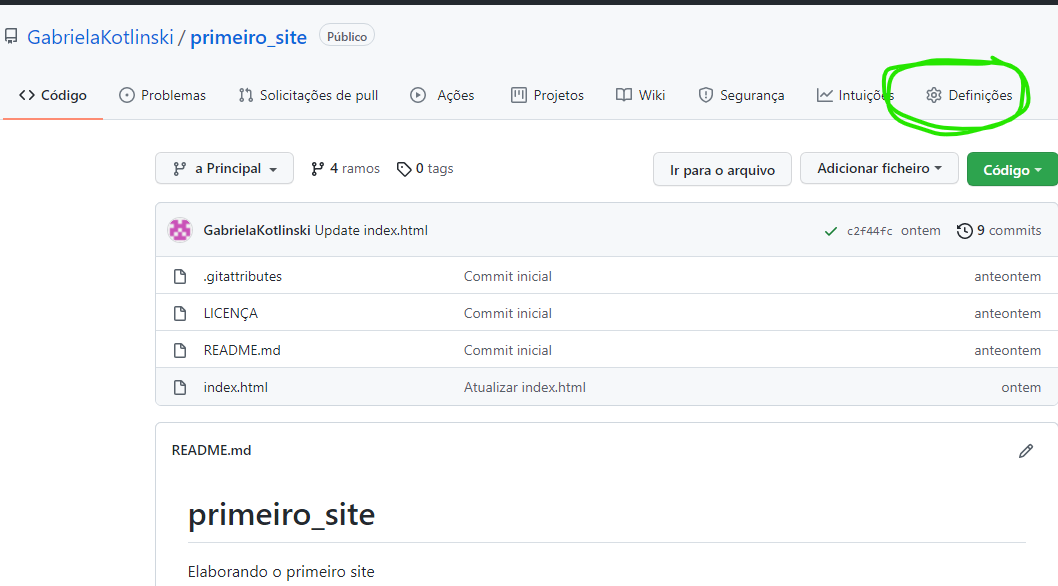 GabrielaKotlinski / primeiro_site Público
Código Problemas Solicitações de pull Ações Projetos Wiki Segurança Intuições Definições
a Principal 4 ramos 0 tags Ir para o arquivo Adicionar ficheiro Código
GabrielaKotlinski Update index.html c2f44fc ontem 9 commits
.gitattributes Commit inicial anteontem
LICENÇA Commit inicial anteontem
README.md Commit inicial anteontem
index.html Atualizar index.html ontem
README.md
primeiro_site
Elaborando o primeiro site